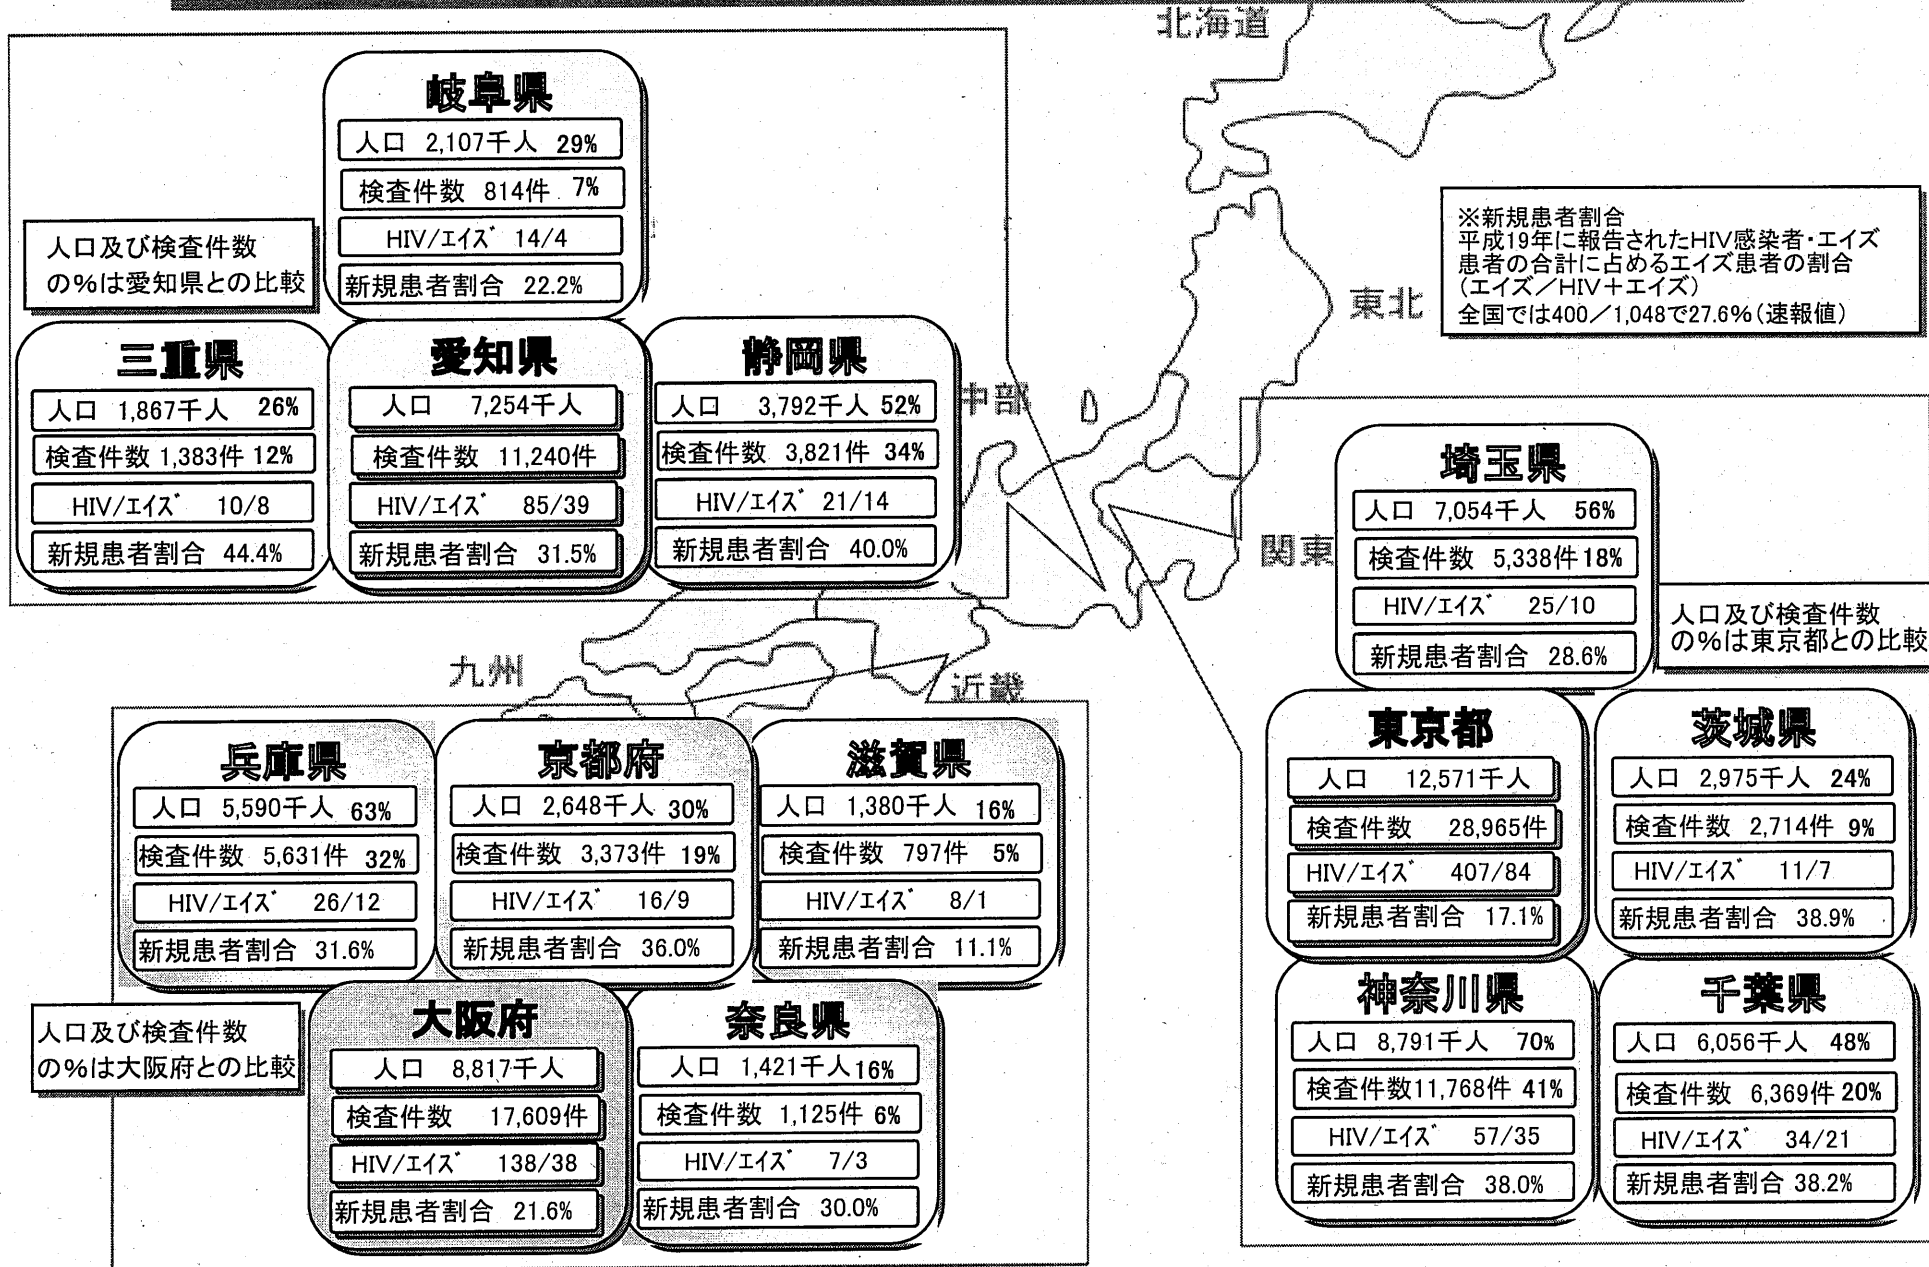 北海道
岐阜県
人口 2,107千人 29%
検査件数 814件 7%
HIV/エイズ 14/4
新規患者割合 22.2%
人口及び検査件数
の%は愛知県との比較
※新規患者割合
平成19年に報告されたHIV感染者・エイズ
患者の合計に占めるエイズ患者の割合
(エイズ/HIV+エイズ)
全国では400/1,048で27.6%(速報値)
東北
三重県
人口 1,867千人 26%
検査件数 1,383件 12%
HIV/エイズ 10/8
新規患者割合 44.4%
愛知県
人口 7,254千人
検査件数 11,240件
HIV/エイズ 85/39
新規患者割合 31.5%
静岡県
人口 3,792千人 52%
検査件数 3,821件 34%
HIV/エイズ 21/14
新規患者割合 40.0%
中部
関東
埼玉県
人口 7,054千人 56%
検査件数 5,338件 18%
HIV/エイズ 25/10
新規患者割合 28.6%
人口及び検査件数
の%は東京都との比較
九州
近畿
兵庫県
人口 5,590千人 63%
検査件数 5,631件 32%
HIV/エイズ 26/12
新規患者割合 31.6%
京都府
人口 2,648千人 30%
検査件数 3,373件 19%
HIV/エイズ 16/9
新規患者割合 36.0%
滋賀県
人口 1,380千人 16%
検査件数 797件 5%
HIV/エイズ 8/1
新規患者割合 11.1%
東京都
人口 12,571千人
検査件数 28,965件
HIV/エイズ 407/84
新規患者割合 17.1%
茨城県
人口 2,975千人 24%
検査件数 2,714件 9%
HIV/エイズ 11/7
新規患者割合 38.9%
人口及び検査件数
の%は大阪府との比較
大阪府
人口 8,817千人
検査件数 17,609件
HIV/エイズ 138/38
新規患者割合 21.6%
奈良県
人口 1,421千人 16%
検査件数 1,125件 6%
HIV/エイズ 7/3
新規患者割合 30.0%
神奈川県
人口 8,791千人 70%
検査件数11,768件 41%
HIV/エイズ 57/35
新規患者割合 38.0%
千葉県
人口 6,056千人 48%
検査件数 6,369件 20%
HIV/エイズ 34/21
新規患者割合 38.2%